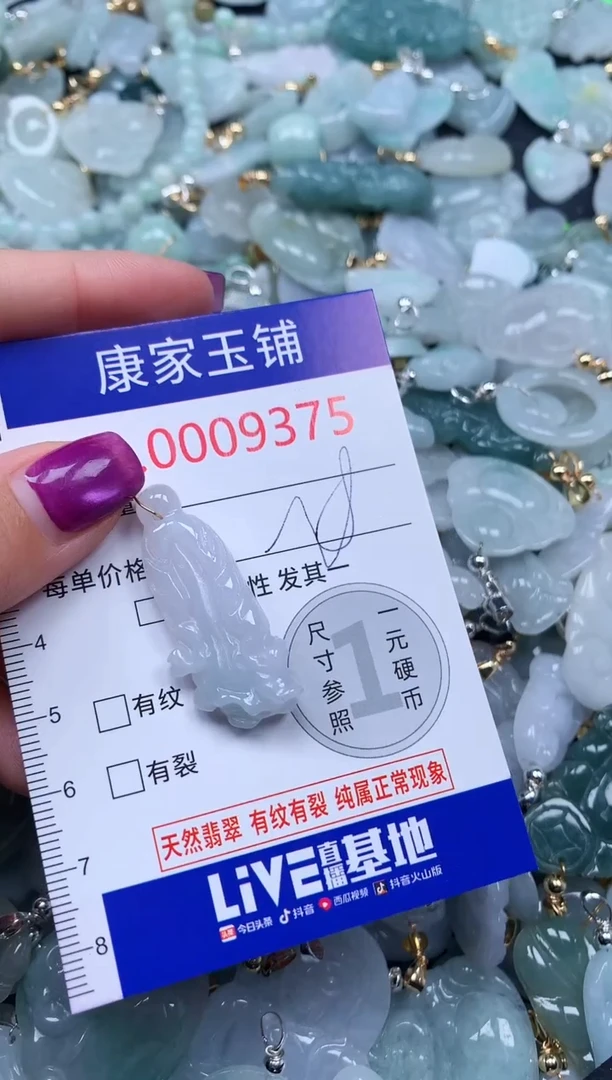 康家玉铺
.0009375
每单价格
性 发其一
4
尺寸参照
1
一元硬币
5
有纹
6
有裂
天然翡翠 有纹有裂 纯属正常现象
7
LiVE直播基地
8
今日头条 抖音 西瓜视频 抖音火山版